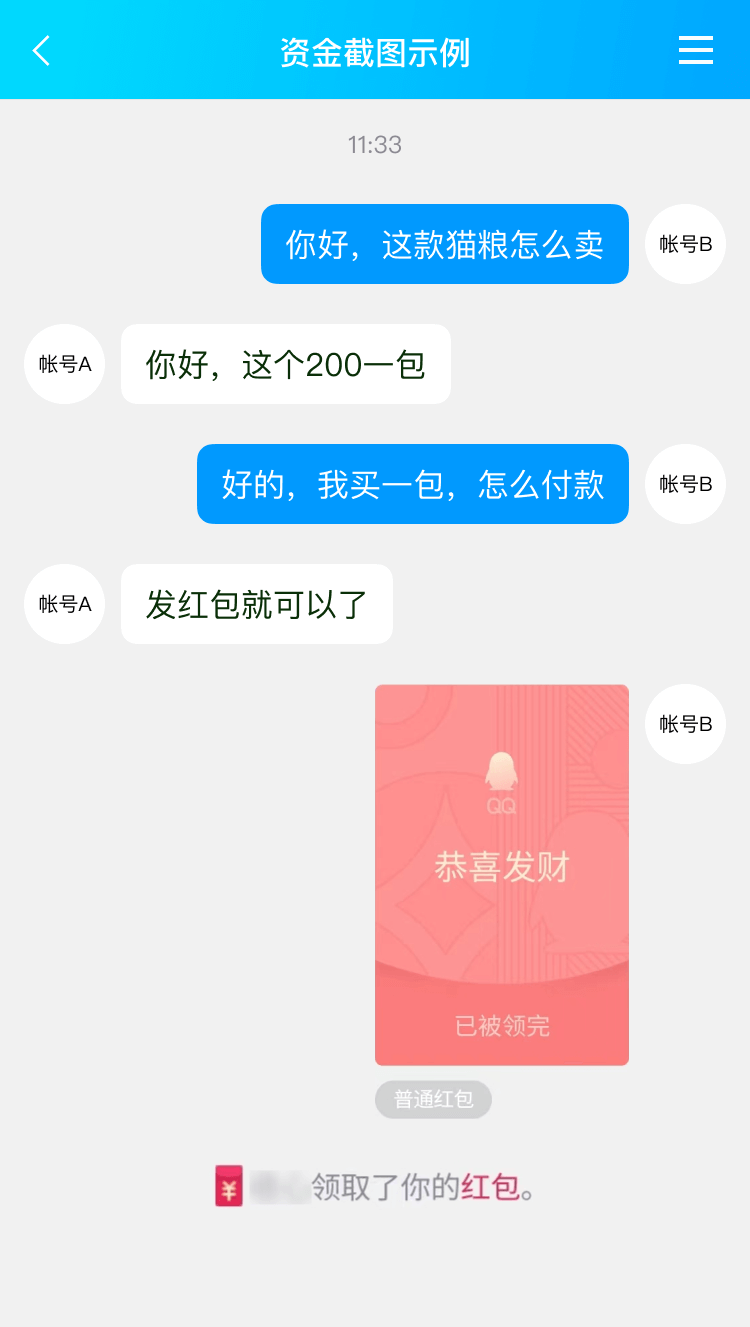 资金截图示例
11:33
你好，这款猫粮怎么卖
帐号B
帐号A
你好，这个200一包
好的，我买一包，怎么付款
帐号B
帐号A
发红包就可以了
帐号B
QQ
恭喜发财
已被领完
普通红包
¥
领取了你的红包。